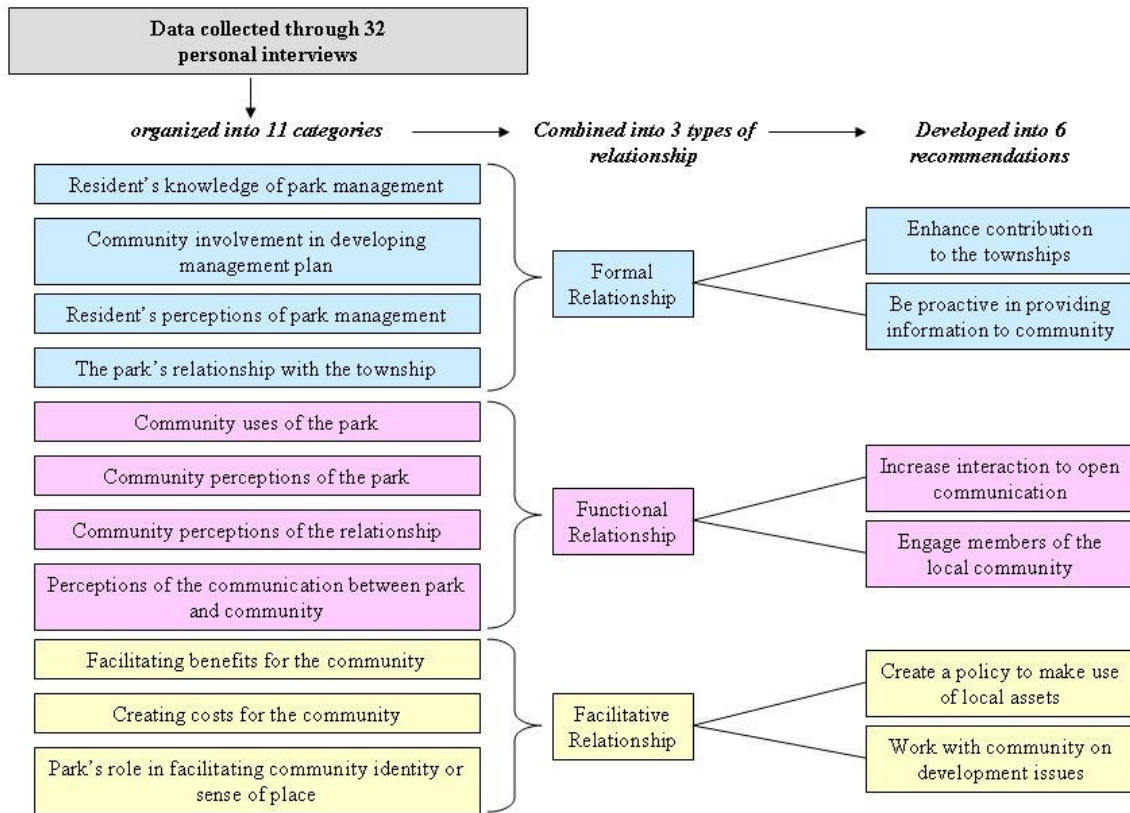 Data collected through 32
personal interviews
organized into 11 categories
Combined into 3 types of
relationship
Developed into 6
recommendations
Resident's knowledge of park management
Community involvement in developing
management plan
Resident's perceptions of park management
The park's relationship with the township
Formal
Relationship
Enhance contribution
to the townships
Be proactive in providing
information to community
Community uses of the park
Community perceptions of the park
Community perceptions of the relationship
Perceptions of the communication between park
and community
Functional
Relationship
Increase interaction to open
communication
Engage members of the
local community
Facilitating benefits for the community
Creating costs for the community
Park's role in facilitating community identity or
sense of place
Facilitative
Relationship
Create a policy to make use
of local assets
Work with community on
development issues